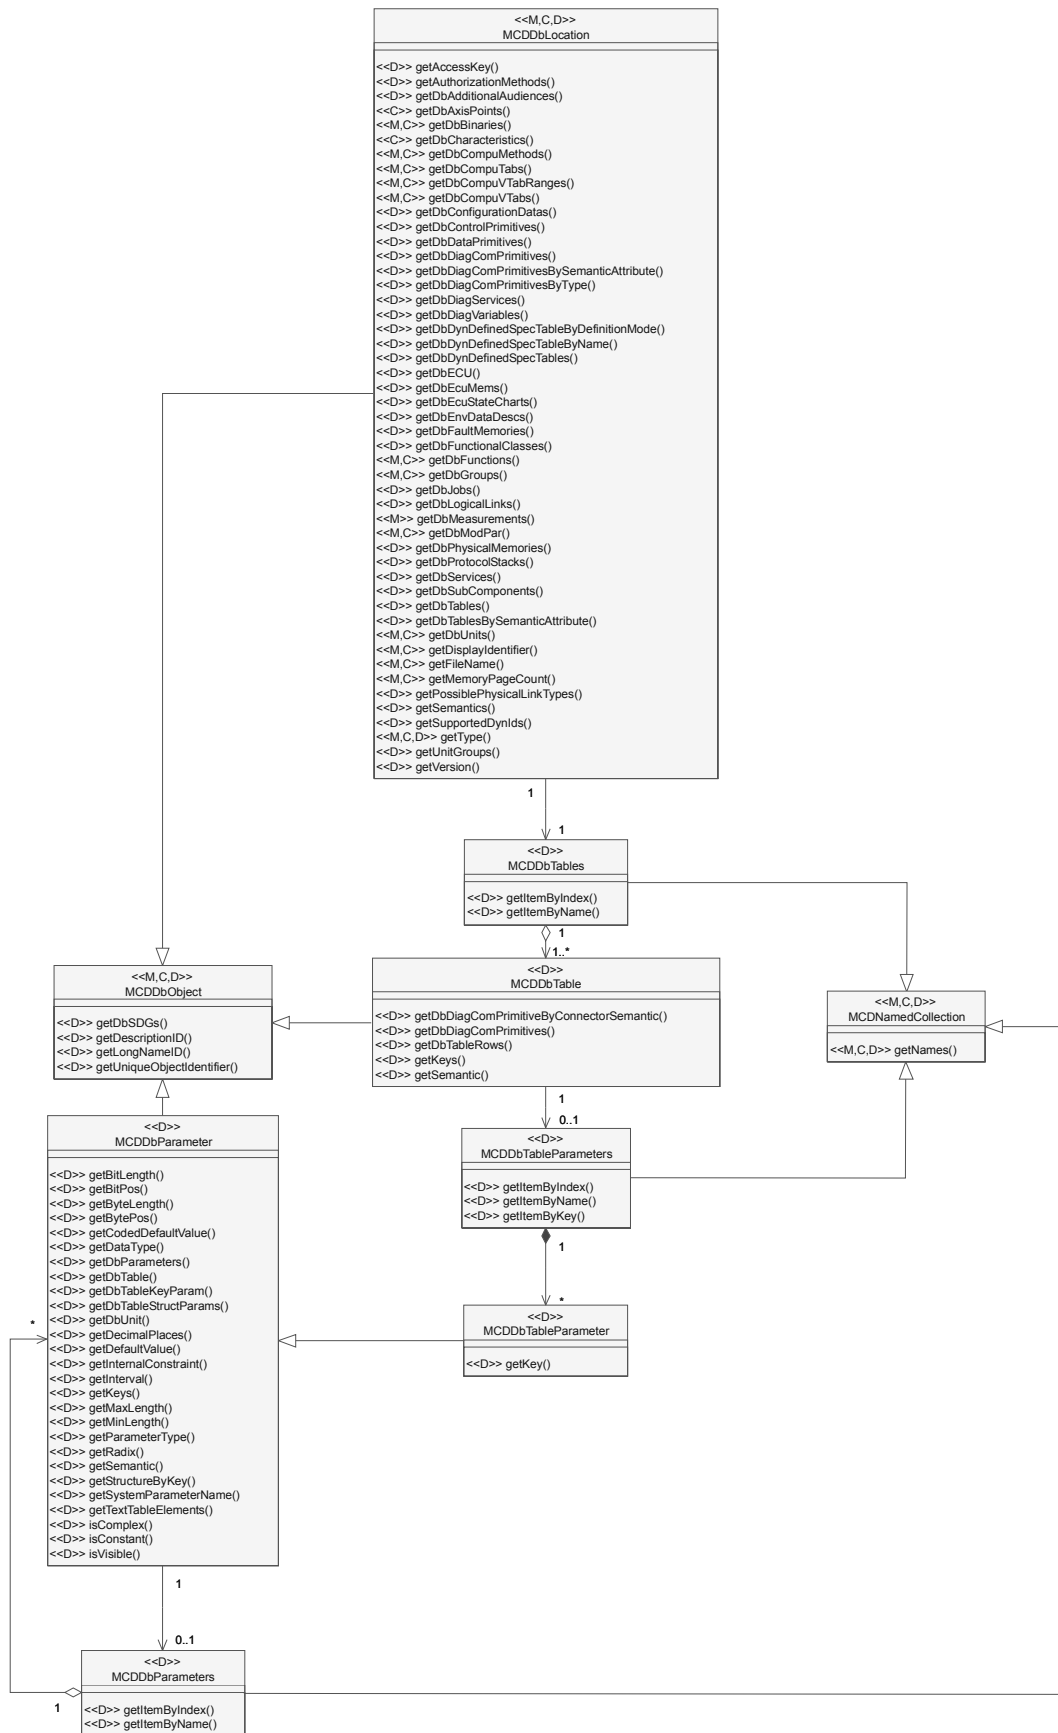 <<M,C,D>>
MCDDbLocation
<<D>> getAccessKey()
<<D>> getAuthorizationMethods()
<<D>> getDbAdditionalAudiences()
<<C>> getDbAxisPoints()
<<M,C>> getDbBinaries()
<<C>> getDbCharacteristics()
<<M,C>> getDbCompuMethods()
<<M,C>> getDbCompuTabs()
<<M,C>> getDbCompuVTabRanges()
<<M,C>> getDbCompuVTabs()
<<D>> getDbConfigurationDatas()
<<D>> getDbControlPrimitives()
<<D>> getDbDataPrimitives()
<<D>> getDbDiagComPrimitives()
<<D>> getDbDiagComPrimitivesBySemanticAttribute()
<<D>> getDbDiagComPrimitivesByType()
<<D>> getDbDiagServices()
<<D>> getDbDiagVariables()
<<D>> getDbDynDefinedSpecTableByDefinitionMode()
<<D>> getDbDynDefinedSpecTableByName()
<<D>> getDbDynDefinedSpecTables()
<<D>> getDbECU()
<<D>> getDbEcuMems()
<<D>> getDbEcuStateCharts()
<<D>> getDbEnvDataDescs()
<<D>> getDbFaultMemories()
<<D>> getDbFunctionalClasses()
<<M,C>> getDbFunctions()
<<M,C>> getDbGroups()
<<D>> getDbJobs()
<<D>> getDbLogicalLinks()
<<M>> getDbMeasurements()
<<M,C>> getDbModPar()
<<D>> getDbPhysicalMemories()
<<D>> getDbProtocolStacks()
<<D>> getDbServices()
<<D>> getDbSubComponents()
<<D>> getDbTables()
<<D>> getDbTablesBySemanticAttribute()
<<M,C>> getDbUnits()
<<M,C>> getDisplayIdentifier()
<<M,C>> getFileName()
<<M,C>> getMemoryPageCount()
<<D>> getPossiblePhysicalLinkTypes()
<<D>> getSemantics()
<<D>> getSupportedDynIds()
<<M,C,D>> getType()
<<D>> getUnitGroups()
<<D>> getVersion()
1
1
<<D>>
MCDDbTables
<<D>> getItemByIndex()
<<D>> getItemByName()
1
1..*
<<M,C,D>>
MCDDbObject
<<D>> getDbSDGs()
<<D>> getDescriptionID()
<<D>> getLongNameID()
<<D>> getUniqueObjectIdentifier()
<<D>>
MCDDbTable
<<D>> getDbDiagComPrimitiveByConnectorSemantic()
<<D>> getDbDiagComPrimitives()
<<D>> getDbTableRows()
<<D>> getKeys()
<<D>> getSemantic()
<<M,C,D>>
MCDNamedCollection
<<M,C,D>> getNames()
1
0..1
<<D>>
MCDDbTableParameters
<<D>> getItemByIndex()
<<D>> getItemByName()
<<D>> getItemByKey()
1
*
<<D>>
MCDDbTableParameter
<<D>> getKey()
<<D>>
MCDDbParameter
<<D>> getBitLength()
<<D>> getBitPos()
<<D>> getByteLength()
<<D>> getBytePos()
<<D>> getCodedDefaultValue()
<<D>> getDataType()
<<D>> getDbParameters()
<<D>> getDbTable()
<<D>> getDbTableKeyParam()
<<D>> getDbTableStructParams()
<<D>> getDbUnit()
<<D>> getDecimalPlaces()
<<D>> getDefaultValue()
<<D>> getInternalConstraint()
<<D>> getInterval()
<<D>> getKeys()
<<D>> getMaxLength()
<<D>> getMinLength()
<<D>> getParameterType()
<<D>> getRadix()
<<D>> getSemantic()
<<D>> getStructureByKey()
<<D>> getSystemParameterName()
<<D>> getTextTableElements()
<<D>> isComplex()
<<D>> isConstant()
<<D>> isVisible()
*
1
0..1
<<D>>
MCDDbParameters
1
<<D>> getItemByIndex()
<<D>> getItemByName()